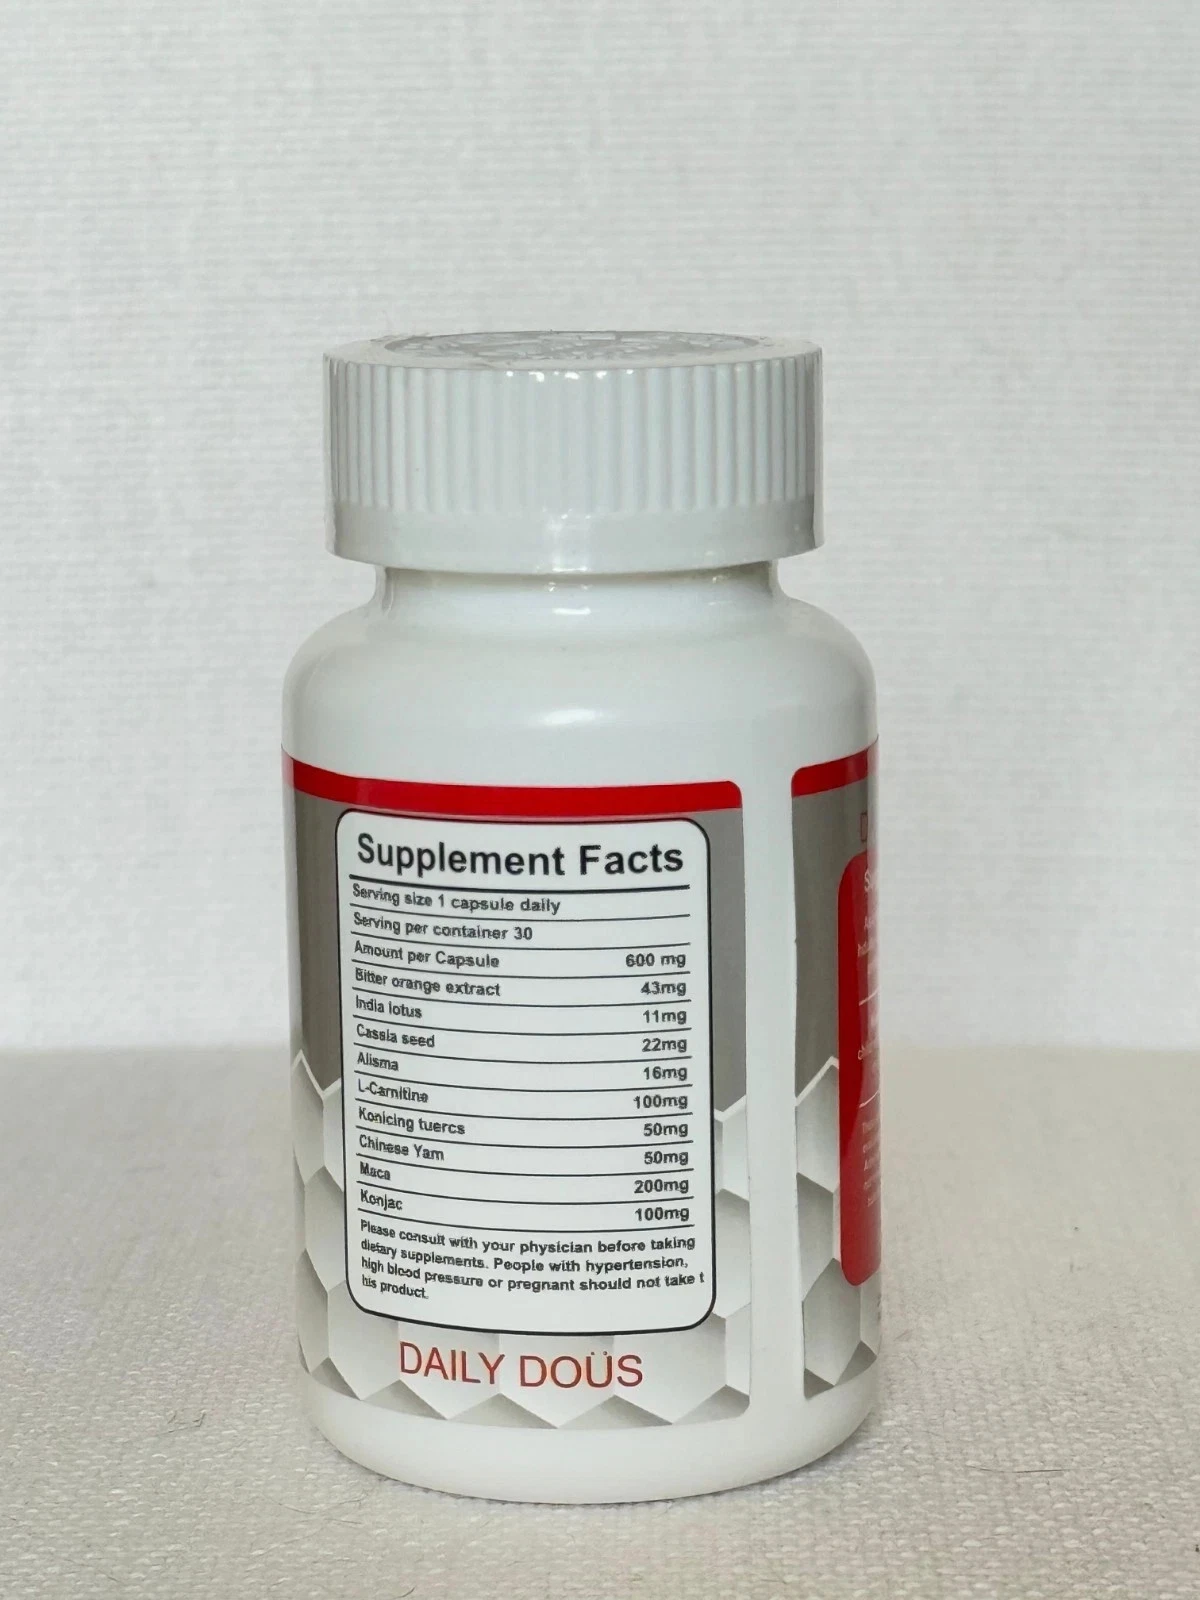 Supplement Facts
Serving size 1 capsule daily
Serving per container 30
Amount per Capsule 600 mg
Bitter orange extract 43mg
India lotus 11mg
Cassia seed 22mg
Alisma 16mg
L-Carnitine 100mg
Konicing tuercs 50mg
Chinese Yam 50mg
Maca 200mg
Konjac 100mg
Please consult with your physician before taking
dietary supplements. People with hypertension,
high blood pressure or pregnant should not take t
his product.
DAILY DOÜS